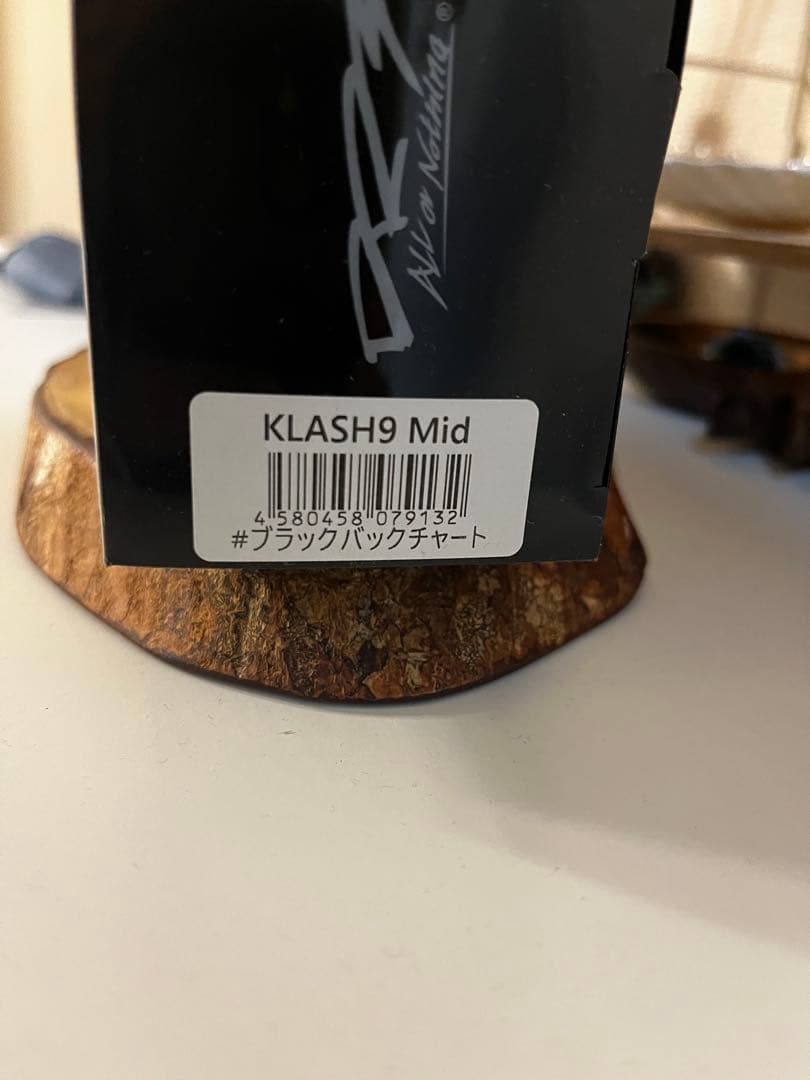 All or Nothing
®
KLASH9 Mid
4 580458 079132
#ブラックバックチャート